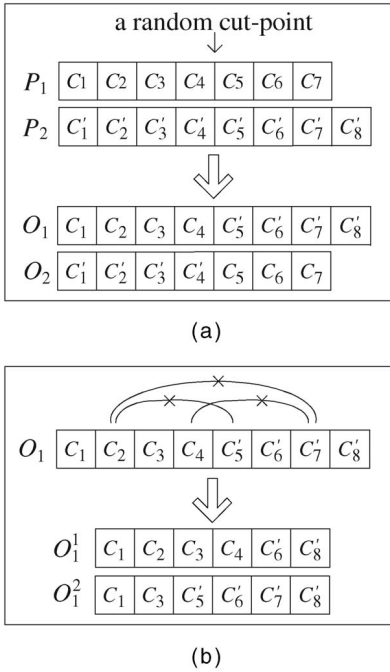 a random cut-point
P₁ C₁ C₂ C₃ C₄ C₅ C₆ C₇
P₂ C′₁ C′₂ C′₃ C′₄ C′₅ C′₆ C′₇ C′₈
O₁ C₁ C₂ C₃ C₄ C′₅ C′₆ C′₇ C′₈
O₂ C′₁ C′₂ C′₃ C′₄ C₅ C₆ C₇
(a)
O₁ C₁ C₂ C₃ C₄ C′₅ C′₆ C′₇ C′₈
O¹₁ C₁ C₂ C₃ C₄ C′₆ C′₈
O²₁ C₁ C₃ C′₅ C′₆ C′₇ C′₈
(b)